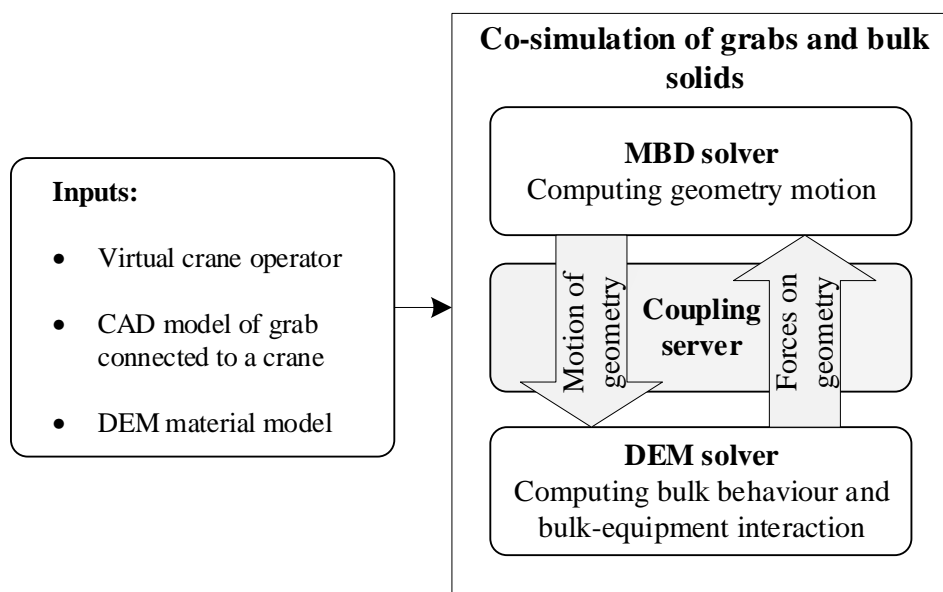 Inputs:
• Virtual crane operator
• CAD model of grab
connected to a crane
• DEM material model
Co-simulation of grabs and bulk
solids
MBD solver
Computing geometry motion
Motion of
geometry
Coupling
server
Forces on
geometry
DEM solver
Computing bulk behaviour and
bulk-equipment interaction